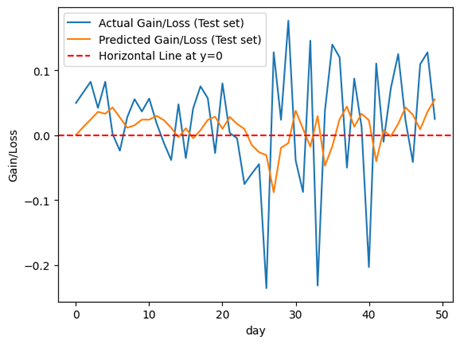 Actual Gain/Loss (Test set)
Predicted Gain/Loss (Test set)
Horizontal Line at y=0
0.1
0.0
−0.1
−0.2
Gain/Loss
0 10 20 30 40 50
day